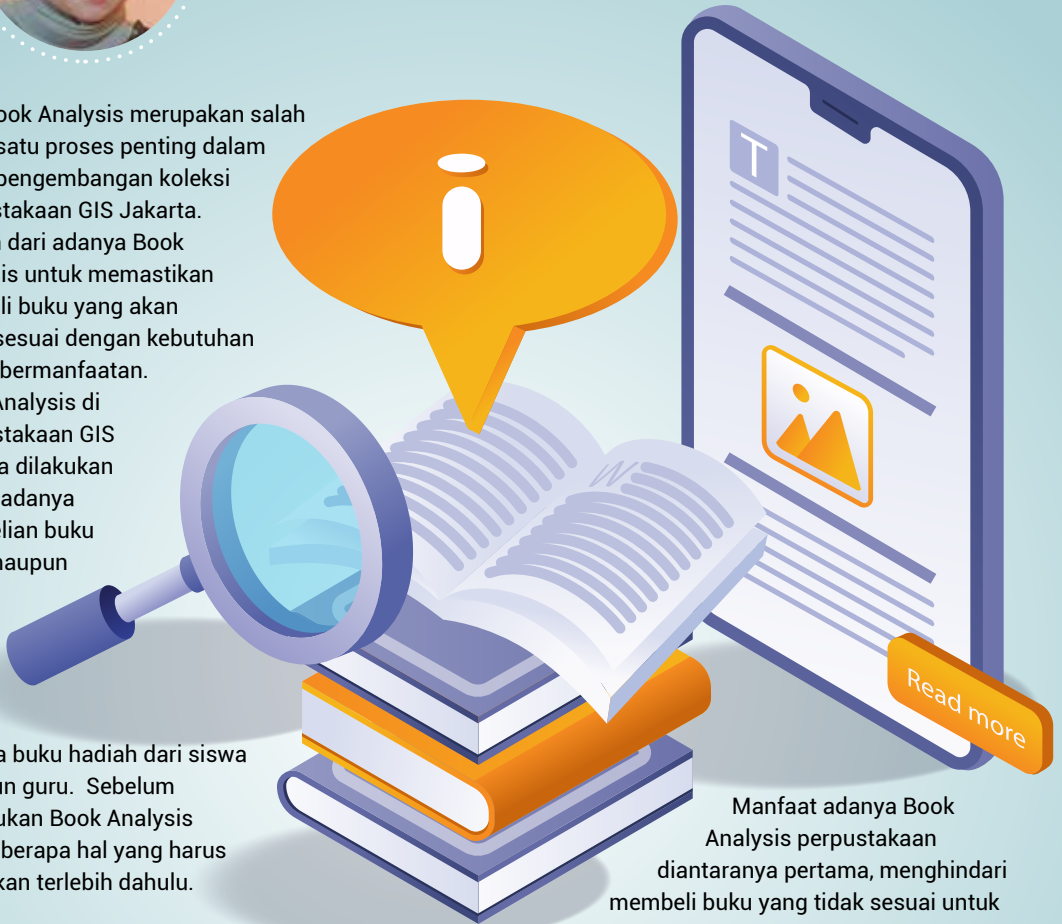 ook Analysis merupakan salah
satu proses penting dalam
pengembangan koleksi
stakaan GIS Jakarta.
n dari adanya Book
is untuk memastikan
li buku yang akan
sesuai dengan kebutuhan
bermanfaatan.
Analysis di
stakaan GIS
a dilakukan
adanya
elian buku
maupun
a buku hadiah dari siswa
un guru. Sebelum
ukan Book Analysis
berapa hal yang harus
kan terlebih dahulu.
i
T
W
Read more
Manfaat adanya Book
Analysis perpustakaan
diantaranya pertama, menghindari
membeli buku yang tidak sesuai untuk